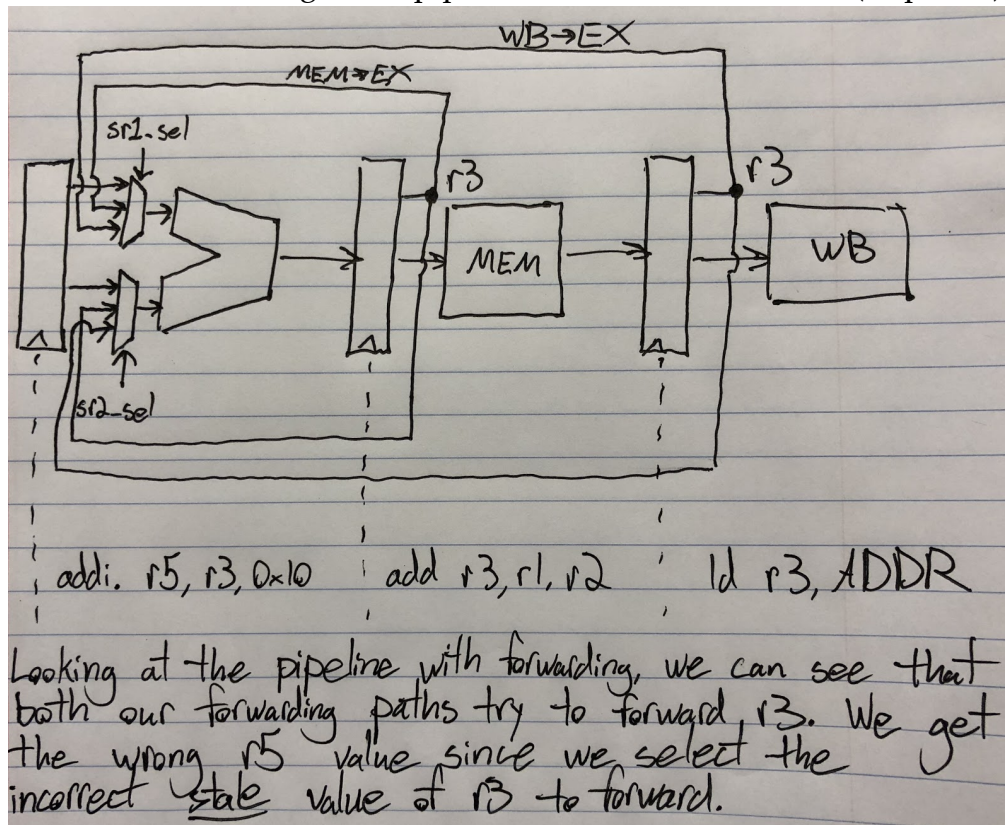 WB→EX
MEM→EX
sr1_sel
r3
r3
MEM
WB
sr2_sel
addi. r5, r3, 0x10
add r3, r1, r2
ld r3, ADDR
Looking at the pipeline with forwarding, we can see that
both our forwarding paths try to forward r3. We get
the wrong r5 value since we select the
incorrect stale value of r3 to forward.